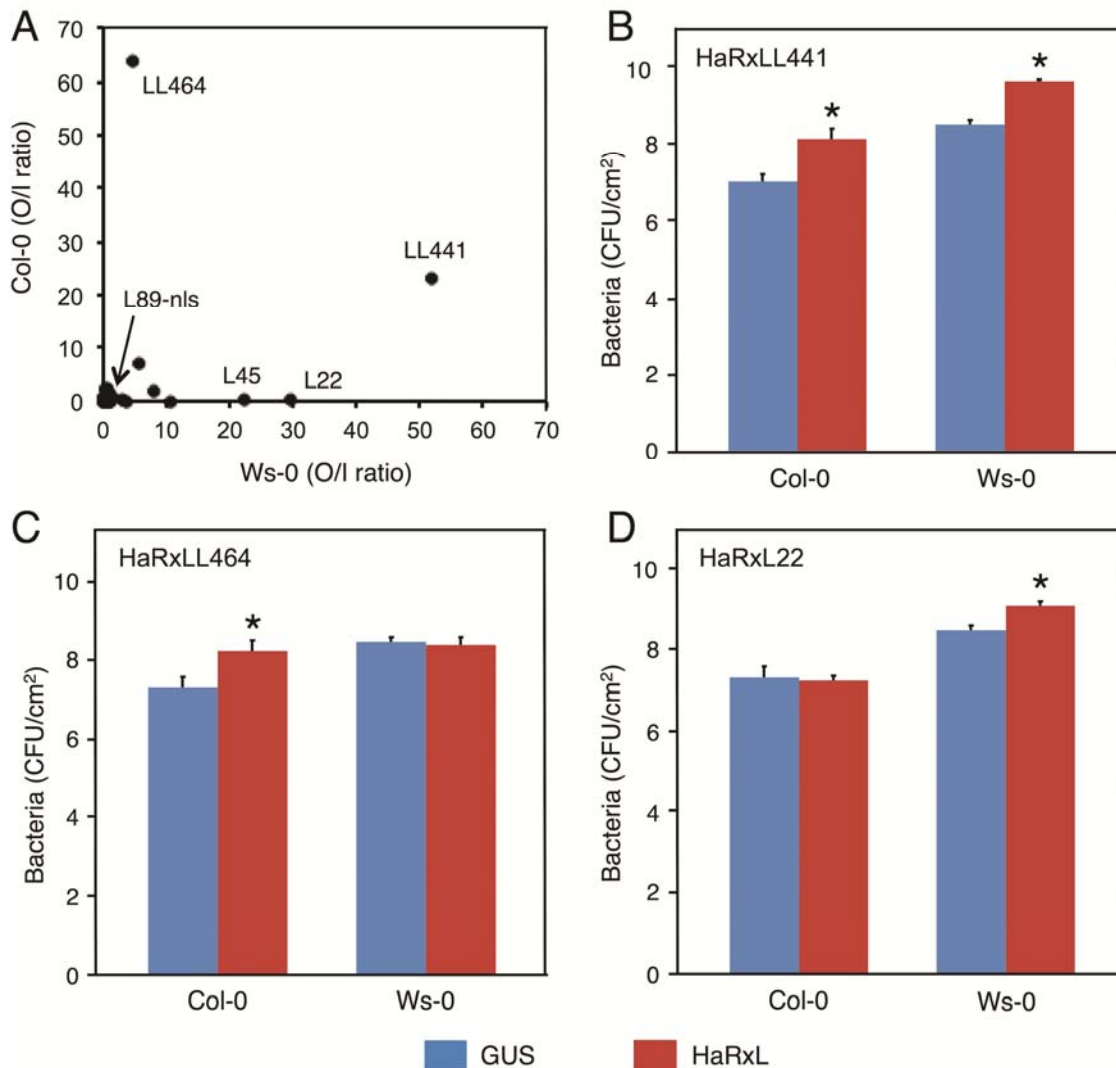 A
70
60
50
40
30
20
10
0
Col-0 (O/I ratio)
LL464
LL441
L89-nls
L45
L22
0 10 20 30 40 50 60 70
Ws-0 (O/I ratio)
B
HaRxLL441
10
8
6
4
2
0
Bacteria (CFU/cm²)
*
*
Col-0 Ws-0
C
HaRxLL464
10
8
6
4
2
0
Bacteria (CFU/cm²)
*
Col-0 Ws-0
D
HaRxL22
10
8
6
4
2
0
Bacteria (CFU/cm²)
*
Col-0 Ws-0
GUS HaRxL